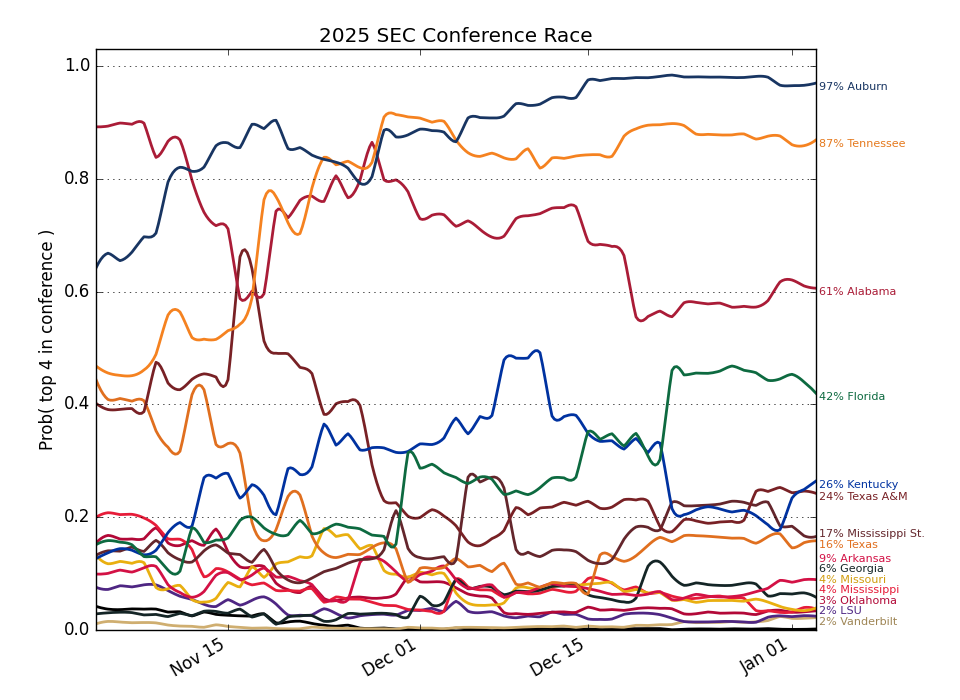 2025 SEC Conference Race
Prob( top 4 in conference )
1.0
0.8
0.6
0.4
0.2
0.0
Nov 15
Dec 01
Dec 15
Jan 01
97% Auburn
87% Tennessee
61% Alabama
42% Florida
26% Kentucky
24% Texas A&M
17% Mississippi St.
16% Texas
9% Arkansas
6% Georgia
4% Missouri
4% Mississippi
3% Oklahoma
2% LSU
2% Vanderbilt